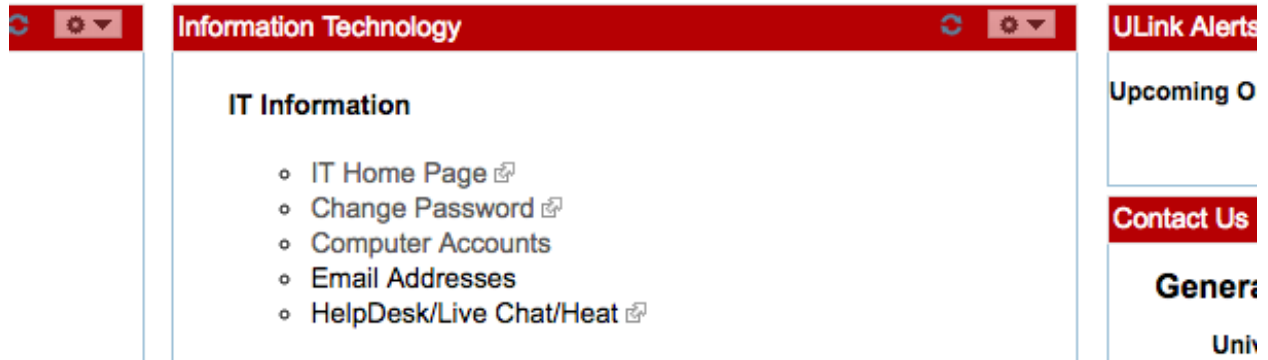 Information Technology
IT Information
IT Home Page
Change Password
Computer Accounts
Email Addresses
HelpDesk/Live Chat/Heat
ULink Alerts
Upcoming O
Contact Us
Genera
Univ